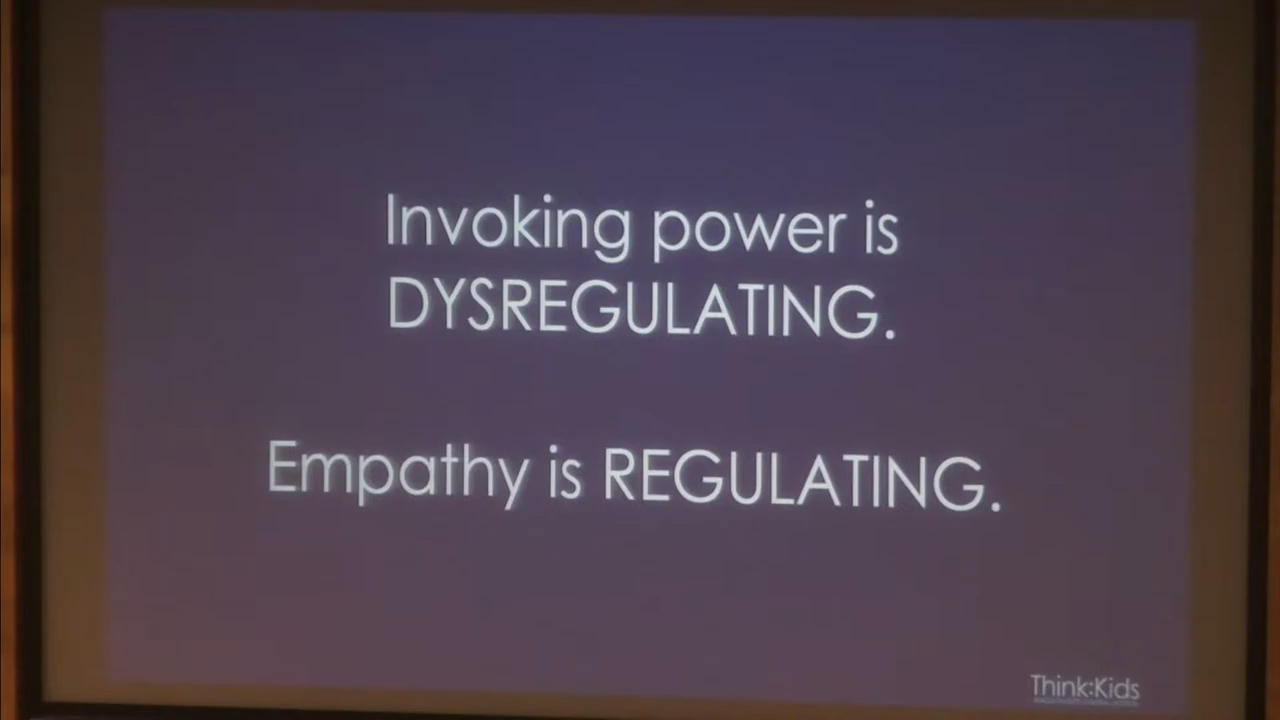 Invoking power is
DYSREGULATING.
Empathy is REGULATING.
Think:Kids